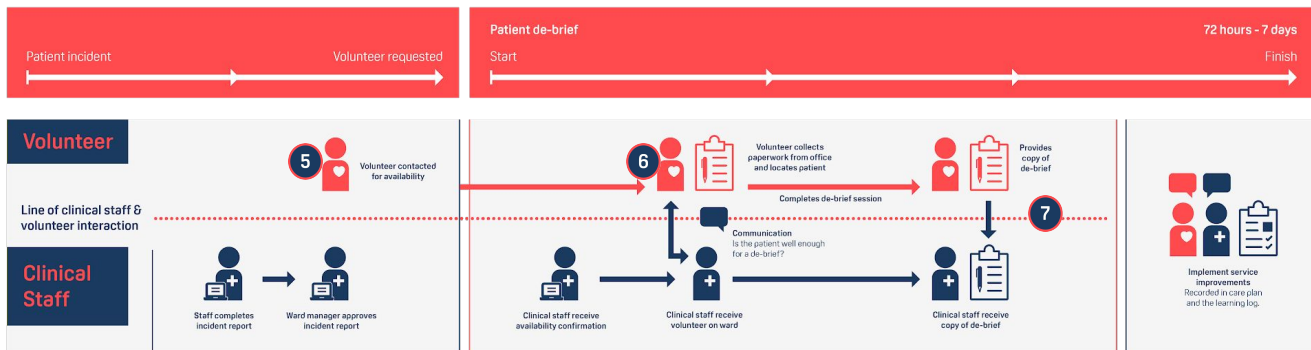 Patient incident
Volunteer requested
Patient de-brief
72 hours - 7 days
Start
Finish
Volunteer
5
Volunteer contacted
for availability
6
Volunteer collects
paperwork from office
and locates patient
Completes de-brief session
Provides
copy of
de-brief
Line of clinical staff &
volunteer interaction
7
Communication
Is the patient well enough
for a de-brief?
Clinical
Staff
Staff completes
incident report
Ward manager approves
incident report
Clinical staff receive
availability confirmation
Clinical staff receive
volunteer on ward
Clinical staff receive
copy of de-brief
Implement service
improvements
Recorded in care plan
and the learning log.